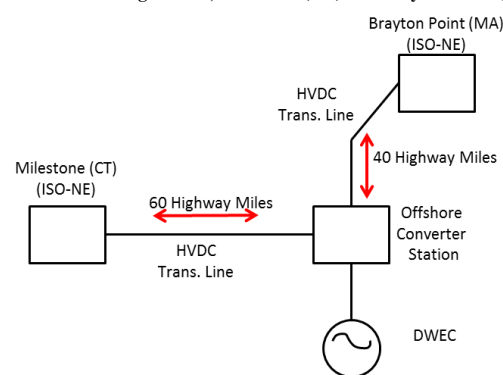 Brayton Point (MA)
(ISO-NE)
HVDC
Trans. Line
40 Highway Miles
Milestone (CT)
(ISO-NE)
60 Highway Miles
HVDC
Trans. Line
Offshore
Converter
Station
DWEC